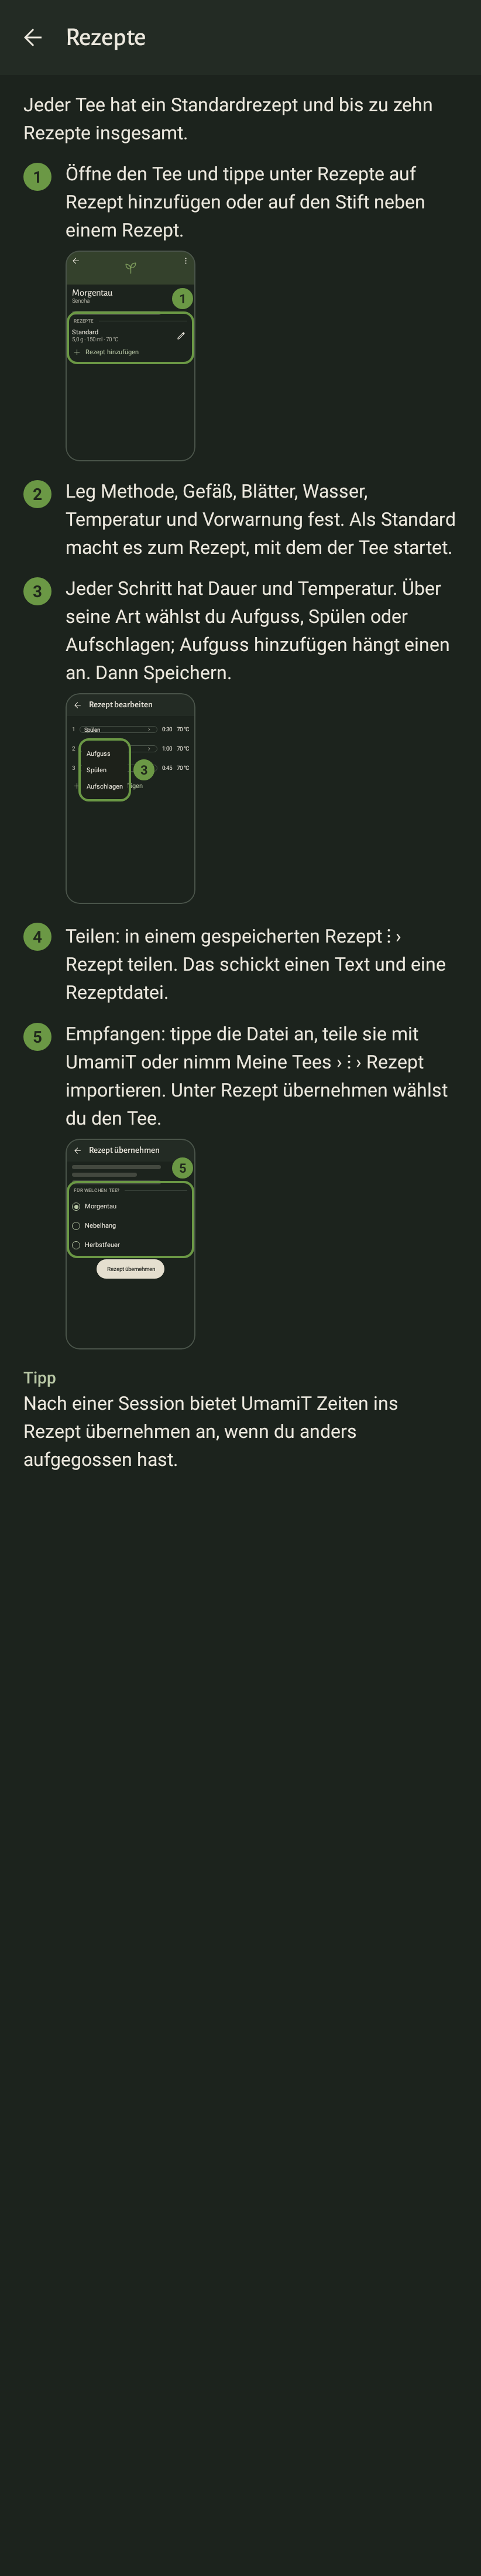 Rezepte
Jeder Tee hat ein Standardrezept und bis zu zehn
Rezepte insgesamt.
1
Öffne den Tee und tippe unter Rezepte auf
Rezept hinzufügen oder auf den Stift neben
einem Rezept.
Morgentau
Sencha
1
REZEPTE
Standard
5,0 g · 150 ml · 70 °C
+ Rezept hinzufügen
2
Leg Methode, Gefäß, Blätter, Wasser,
Temperatur und Vorwarnung fest. Als Standard
macht es zum Rezept, mit dem der Tee startet.
3
Jeder Schritt hat Dauer und Temperatur. Über
seine Art wählst du Aufguss, Spülen oder
Aufschlagen; Aufguss hinzufügen hängt einen
an. Dann Speichern.
Rezept bearbeiten
1 Spülen 0:30 70 °C
2 1:00 70 °C
Aufguss
3 0:45 70 °C
Spülen
3
Aufschlagen
4
Teilen: in einem gespeicherten Rezept ⋮ ›
Rezept teilen. Das schickt einen Text und eine
Rezeptdatei.
5
Empfangen: tippe die Datei an, teile sie mit
UmamiT oder nimm Meine Tees › ⋮ › Rezept
importieren. Unter Rezept übernehmen wählst
du den Tee.
Rezept übernehmen
5
FÜR WELCHEN TEE?
Morgentau
Nebelhang
Herbstfeuer
Rezept übernehmen
Tipp
Nach einer Session bietet UmamiT Zeiten ins
Rezept übernehmen an, wenn du anders
aufgegossen hast.